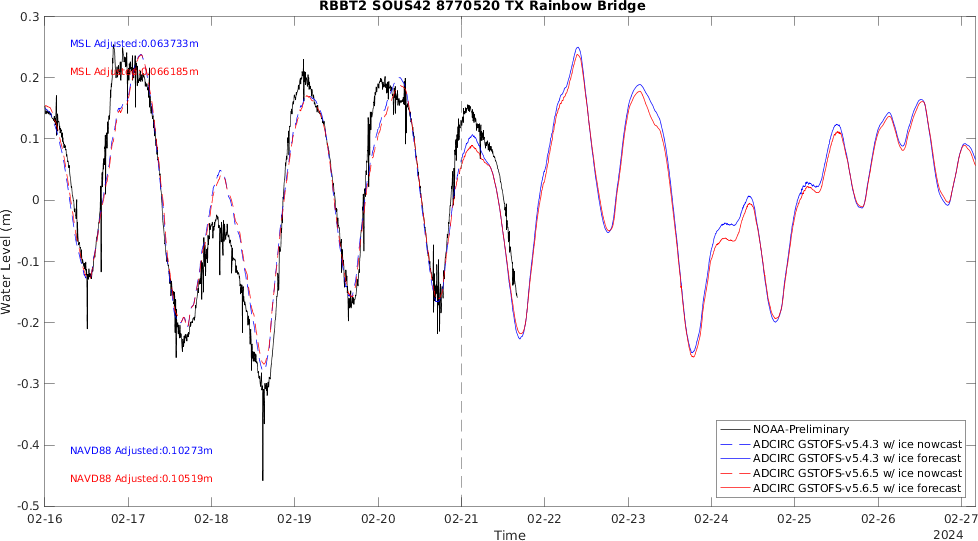 RBBT2 SOUS42 8770520 TX Rainbow Bridge
0.3
0.2
0.1
0
-0.1
-0.2
-0.3
-0.4
-0.5
Water Level (m)
MSL Adjusted:0.063733m
MSL Adjusted:0.066185m
NAVD88 Adjusted:0.10273m
NAVD88 Adjusted:0.10519m
NOAA-Preliminary
ADCIRC GSTOFS-v5.4.3 w/ ice nowcast
ADCIRC GSTOFS-v5.4.3 w/ ice forecast
ADCIRC GSTOFS-v5.6.5 w/ ice nowcast
ADCIRC GSTOFS-v5.6.5 w/ ice forecast
02-16 02-17 02-18 02-19 02-20 02-21 02-22 02-23 02-24 02-25 02-26 02-27
Time
2024